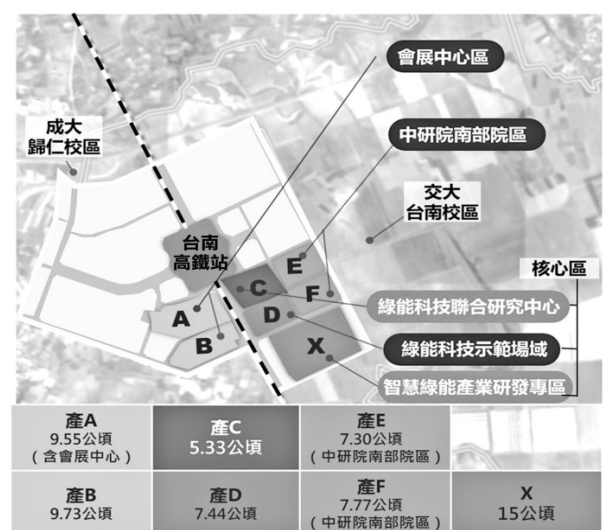 會展中心區
中研院南部院區
成大
歸仁校區
交大
台南校區
台南
高鐵站
核心區
E
C
F
A
D
B
X
綠能科技聯合研究中心
綠能科技示範場域
智慧綠能產業研發專區
產A
9.55公頃
(含會展中心)
產C
5.33公頃
產E
7.30公頃
(中研院南部院區)
產B
9.73公頃
產D
7.44公頃
產F
7.77公頃
(中研院南部院區)
X
15公頃